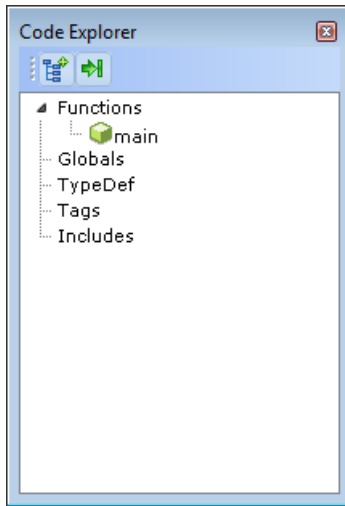 Code Explorer
Functions
main
Globals
TypeDef
Tags
Includes